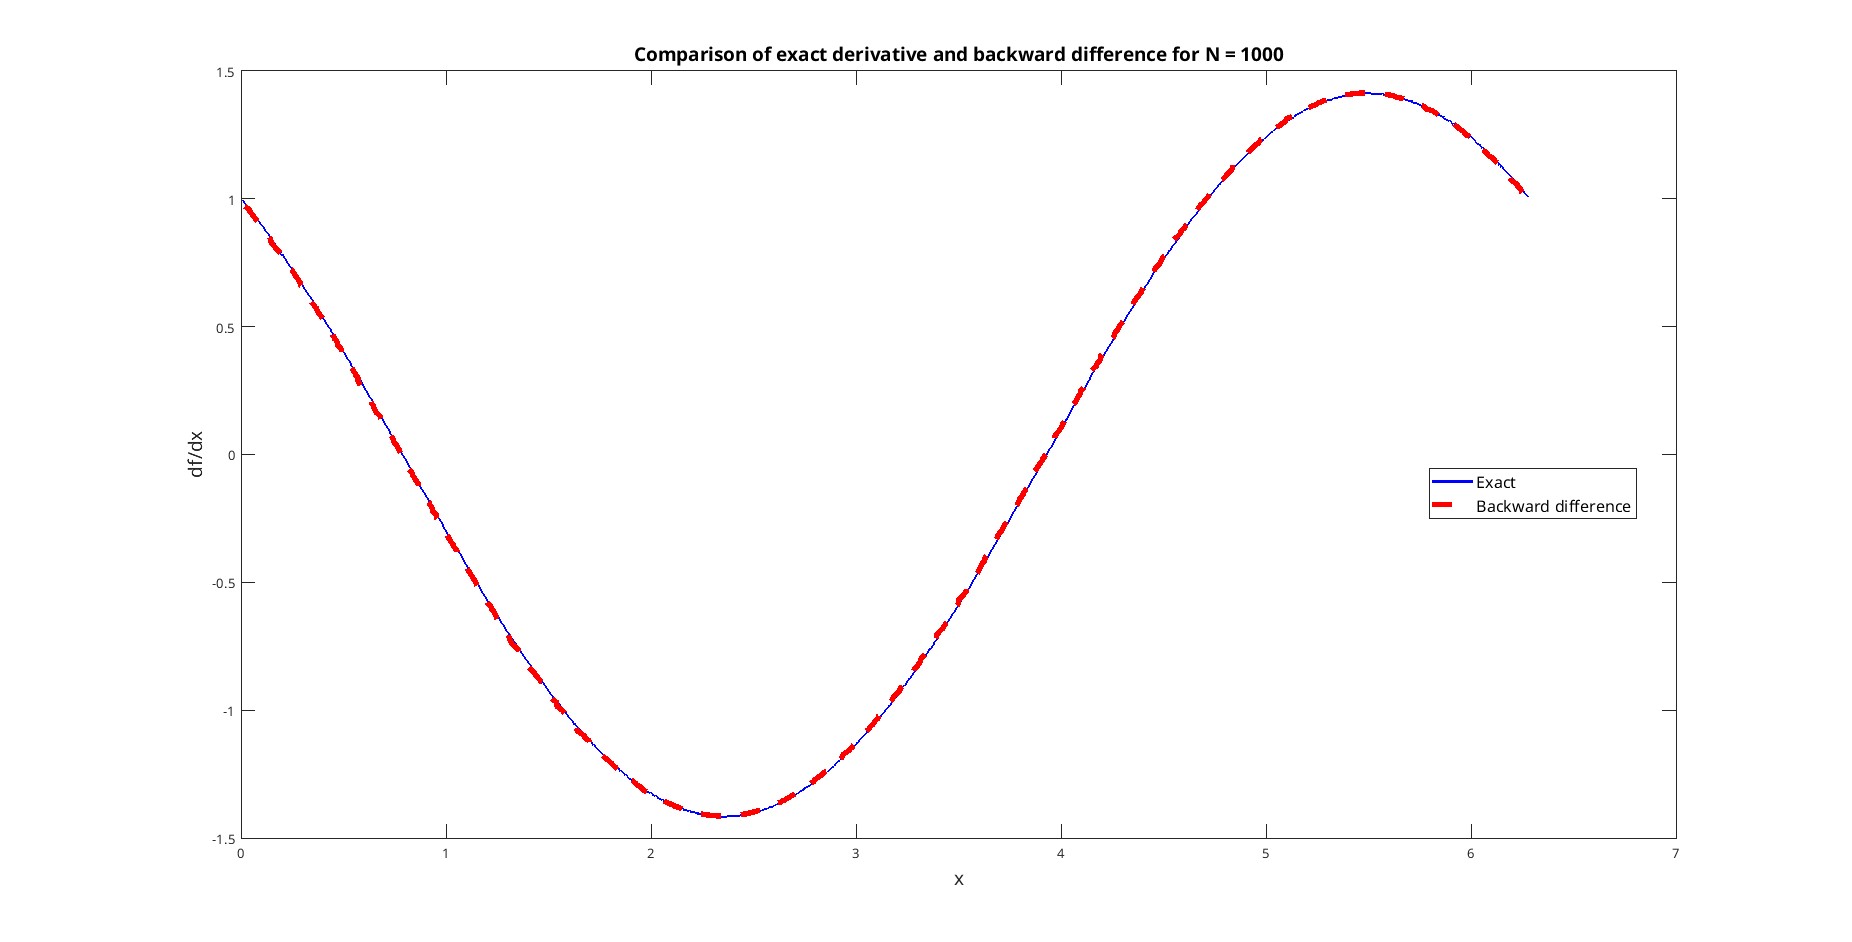 Comparison of exact derivative and backward difference for N = 1000
1.5
1
0.5
0
-0.5
-1
-1.5
df/dx
0 1 2 3 4 5 6 7
x
Exact
Backward difference